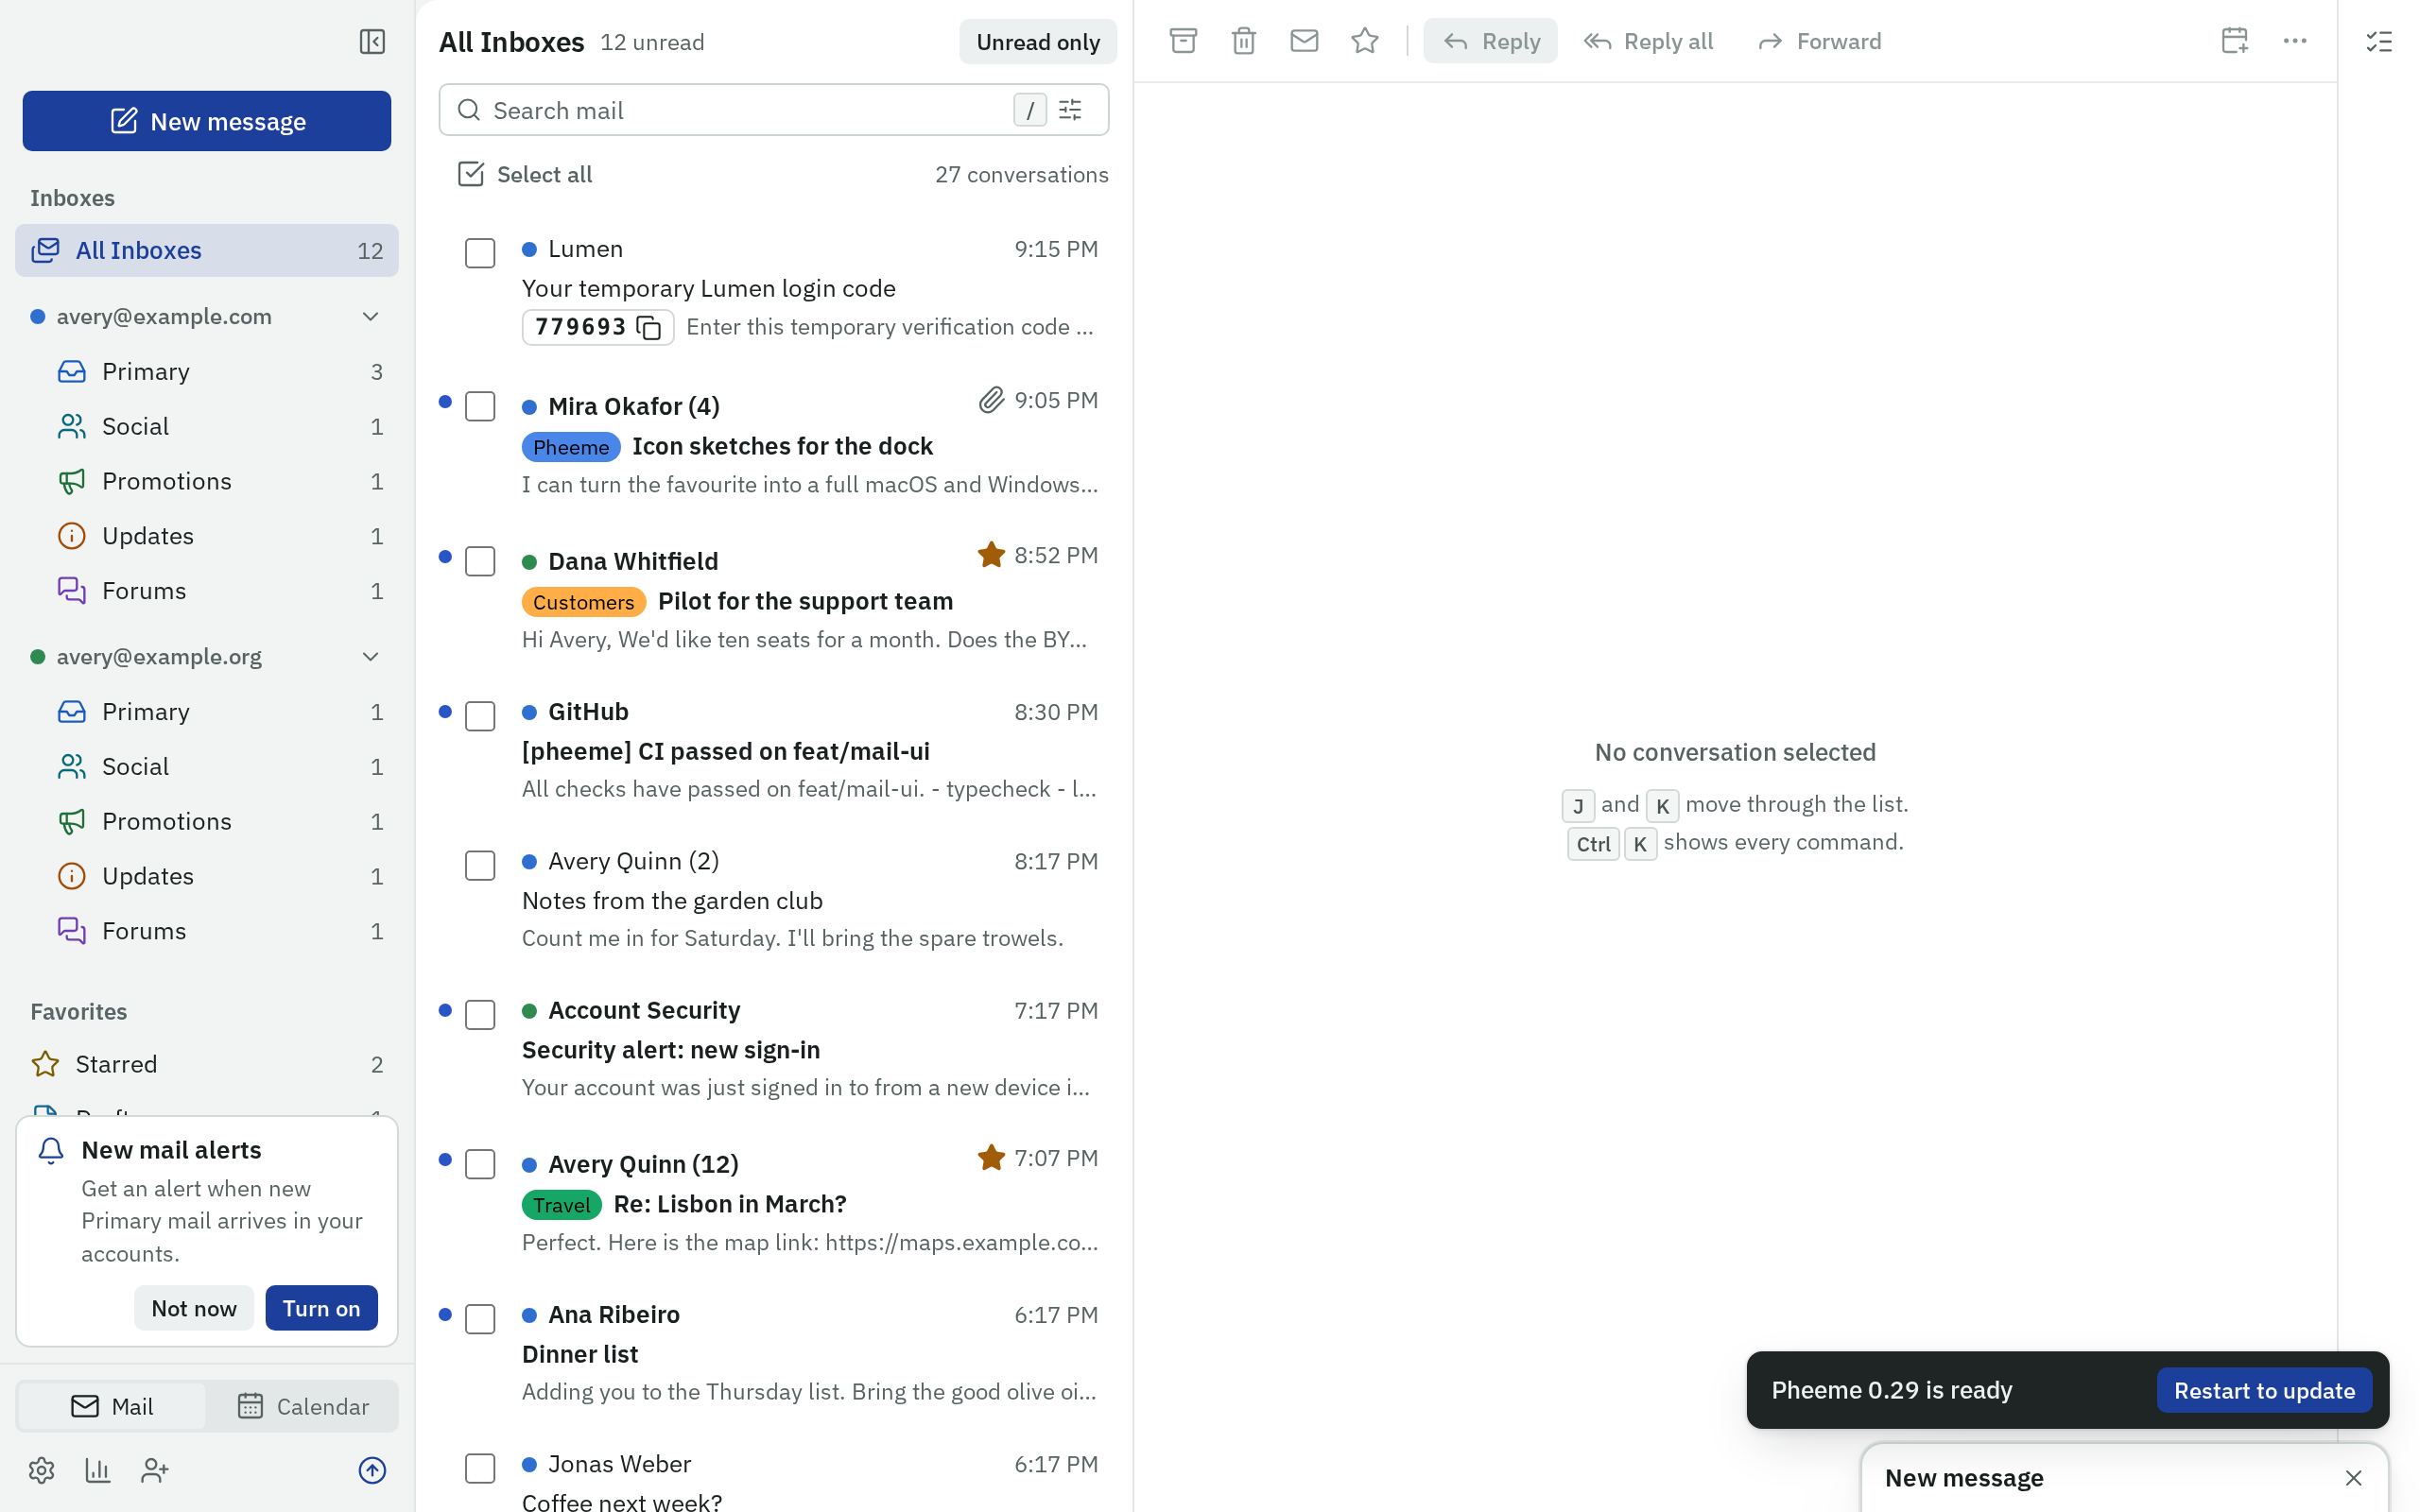 New message
Inboxes
All Inboxes 12
avery@example.com
Primary 3
Social 1
Promotions 1
Updates 1
Forums 1
avery@example.org
Primary 1
Social 1
Promotions 1
Updates 1
Forums 1
Favorites
Starred 2
New mail alerts
Get an alert when new
Primary mail arrives in your
accounts.
Not now Turn on
Mail Calendar
All Inboxes 12 unread Unread only
Search mail /
Select all 27 conversations
Lumen 9:15 PM
Your temporary Lumen login code
779693 Enter this temporary verification code ...
Mira Okafor (4) 9:05 PM
Pheeme Icon sketches for the dock
I can turn the favourite into a full macOS and Windows...
Dana Whitfield 8:52 PM
Customers Pilot for the support team
Hi Avery, We'd like ten seats for a month. Does the BY...
GitHub 8:30 PM
[pheeme] CI passed on feat/mail-ui
All checks have passed on feat/mail-ui. - typecheck - l...
Avery Quinn (2) 8:17 PM
Notes from the garden club
Count me in for Saturday. I'll bring the spare trowels.
Account Security 7:17 PM
Security alert: new sign-in
Your account was just signed in to from a new device i...
Avery Quinn (12) 7:07 PM
Travel Re: Lisbon in March?
Perfect. Here is the map link: https://maps.example.co...
Ana Ribeiro 6:17 PM
Dinner list
Adding you to the Thursday list. Bring the good olive oi...
Jonas Weber 6:17 PM
Coffee next week?
Reply Reply all Forward
No conversation selected
J and K move through the list.
Ctrl K shows every command.
Pheeme 0.29 is ready Restart to update
New message